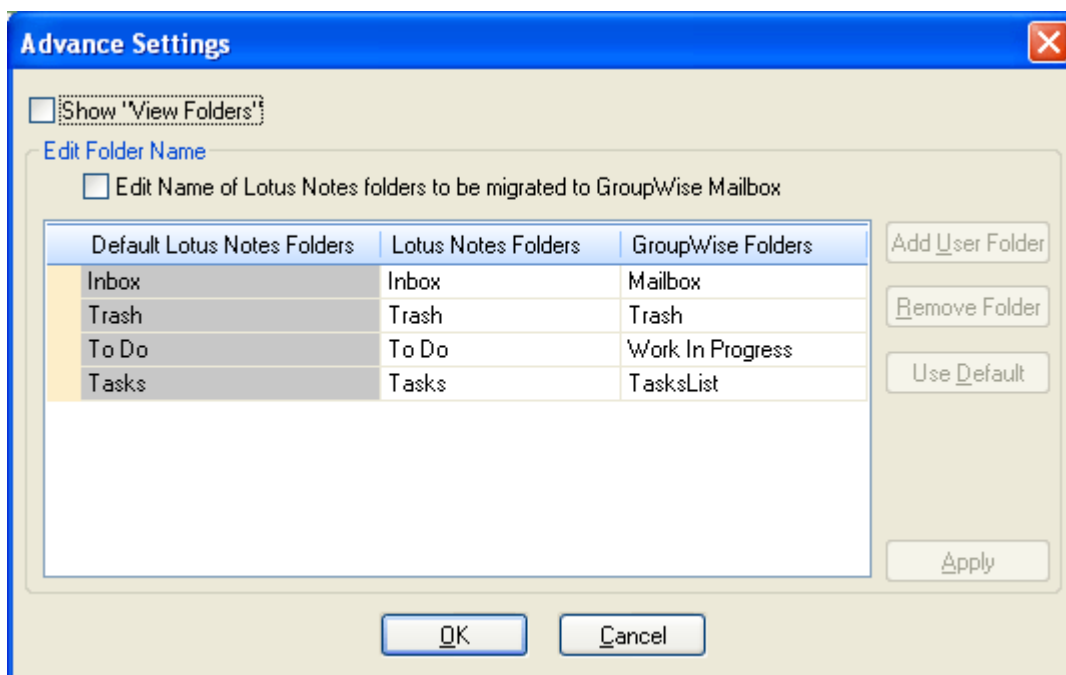 Advance Settings
Show "View Folders"
Edit Folder Name
Edit Name of Lotus Notes folders to be migrated to GroupWise Mailbox
Default Lotus Notes Folders Lotus Notes Folders GroupWise Folders
Inbox Inbox Mailbox
Trash Trash Trash
To Do To Do Work In Progress
Tasks Tasks TasksList
Add User Folder
Remove Folder
Use Default
Apply
OK Cancel